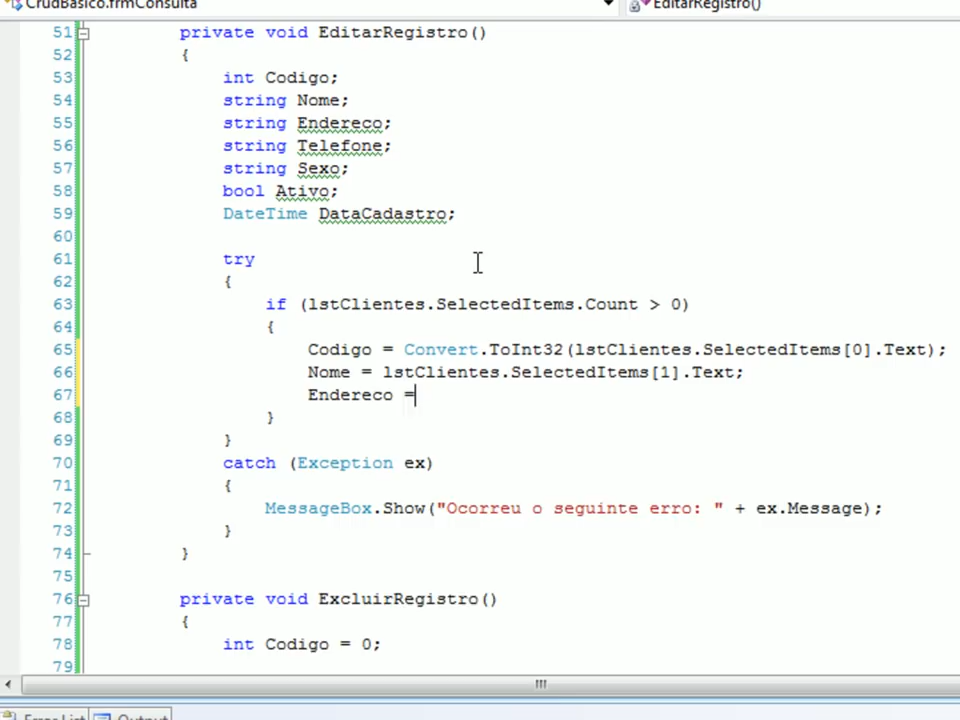 CrudBasico.frmConsulta
EditarRegistro()
51 private void EditarRegistro()
52 {
53 int Codigo;
54 string Nome;
55 string Endereco;
56 string Telefone;
57 string Sexo;
58 bool Ativo;
59 DateTime DataCadastro;
60
61 try
62 {
63 if (lstClientes.SelectedItems.Count > 0)
64 {
65 Codigo = Convert.ToInt32(lstClientes.SelectedItems[0].Text);
66 Nome = lstClientes.SelectedItems[1].Text;
67 Endereco =
68 }
69 }
70 catch (Exception ex)
71 {
72 MessageBox.Show("Ocorreu o seguinte erro: " + ex.Message);
73 }
74 }
75
76 private void ExcluirRegistro()
77 {
78 int Codigo = 0;
79
Error List Output